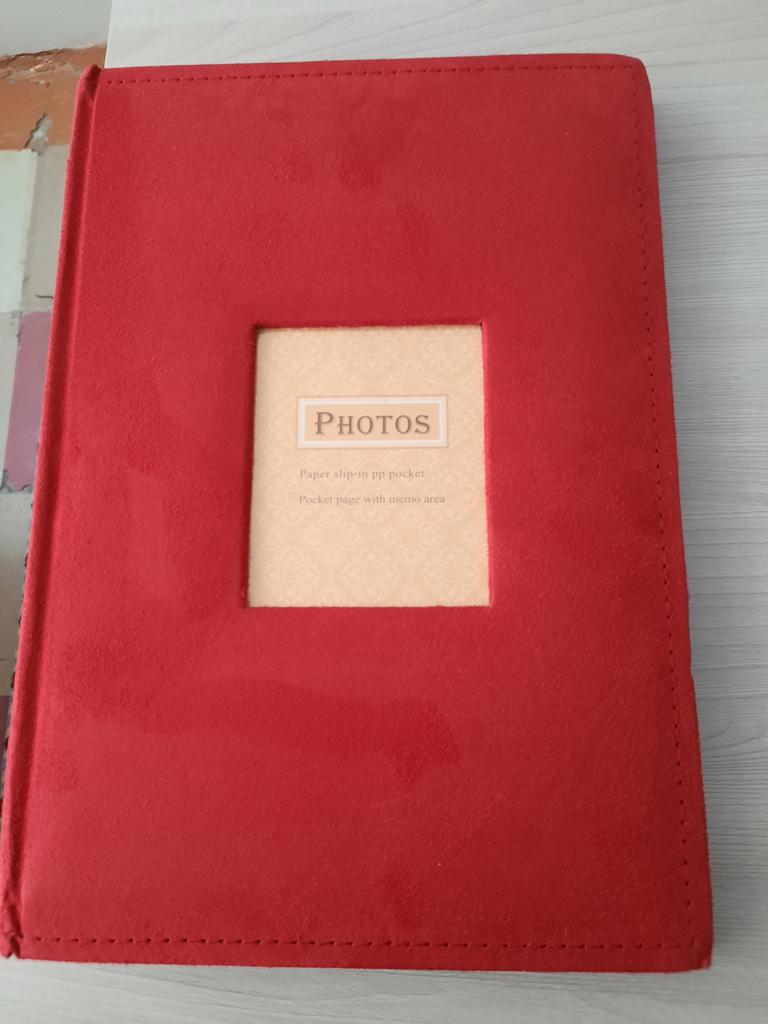 PHOTOS
Paper slip-in pp pocket
Pocket page with memo area